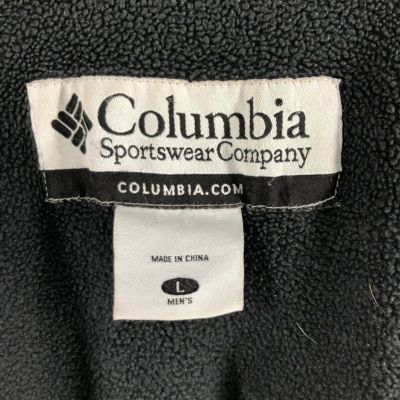 Columbia
Sportswear Company
COLUMBIA.COM
MADE IN CHINA
L
MEN'S